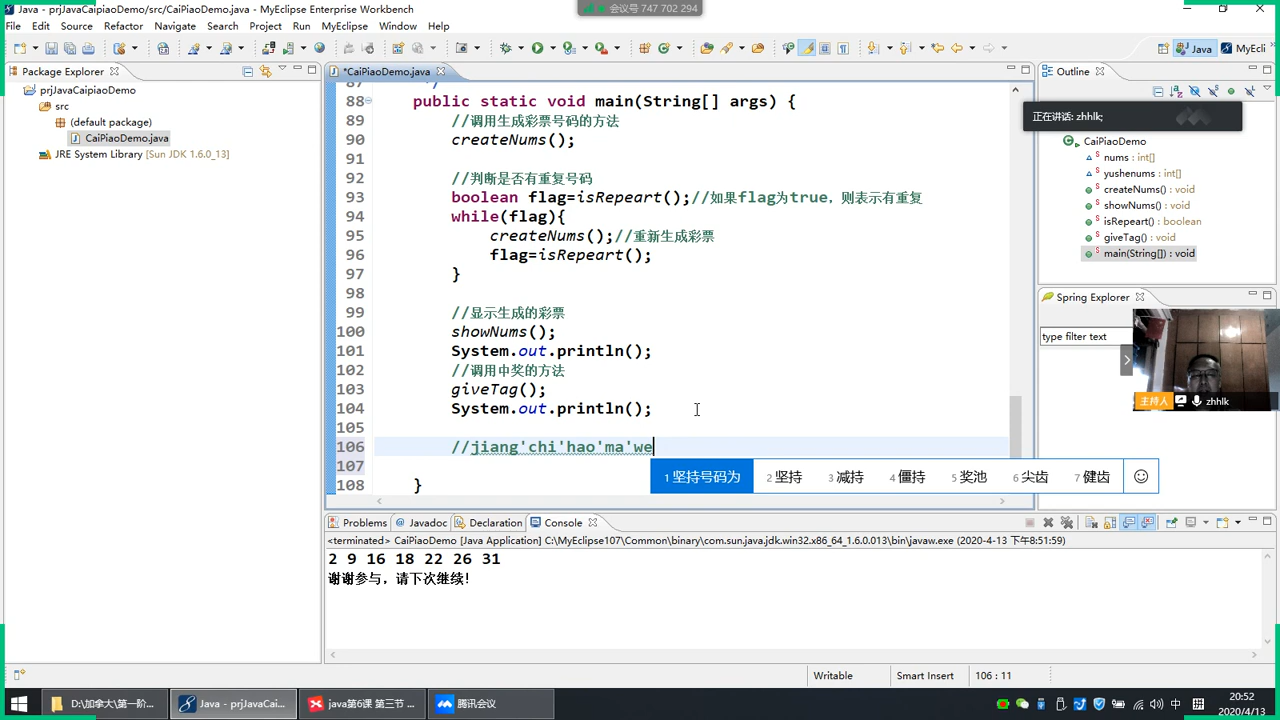 Java - prjJavaCaipiaoDemo/src/CaiPiaoDemo.java - MyEclipse Enterprise Workbench
会议号 747 702 294
File Edit Source Refactor Navigate Search Project Run MyEclipse Window Help
Java MyEcli
Package Explorer
prjJavaCaipiaoDemo
src
(default package)
CaiPiaoDemo.java
JRE System Library [Sun JDK 1.6.0_13]
*CaiPiaoDemo.java
87 */
88 public static void main(String[] args) {
89 //调用生成彩票号码的方法
90 createNums();
91
92 //判断是否有重复号码
93 boolean flag=isRepeart();//如果flag为true，则表示有重复
94 while(flag){
95 createNums();//重新生成彩票
96 flag=isRepeart();
97 }
98
99 //显示生成的彩票
100 showNums();
101 System.out.println();
102 //调用中奖的方法
103 giveTag();
104 System.out.println();
105
106 //jiang'chi'hao'ma'we
107
108 }
1 坚持号码为 2 坚持 3 减持 4 僵持 5 奖池 6 尖齿 7 健齿
Outline
正在讲话: zhhlk;
CaiPiaoDemo
nums : int[]
yushenums : int[]
createNums() : void
showNums() : void
isRepeart() : boolean
giveTag() : void
main(String[]) : void
Spring Explorer
type filter text
主持人 zhhlk
Problems Javadoc Declaration Console
<terminated> CaiPiaoDemo [Java Application] C:\MyEclipse107\Common\binary\com.sun.java.jdk.win32.x86_64_1.6.0.013\bin\javaw.exe (2020-4-13 下午8:51:59)
2 9 16 18 22 26 31
谢谢参与，请下次继续！
Writable Smart Insert 106 : 11
D:\加拿大\第一阶... Java - prjJavaCai... java第6课 第三节 ... 腾讯会议
中 拼
20:52
2020/4/13